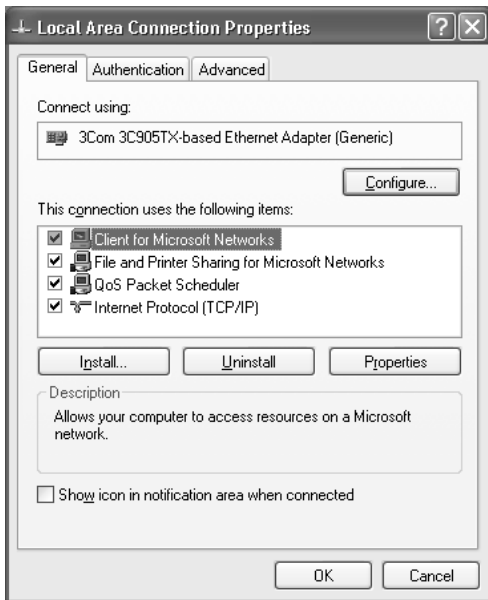 Local Area Connection Properties
General Authentication Advanced
Connect using:
3Com 3C905TX-based Ethernet Adapter (Generic)
Configure...
This connection uses the following items:
Client for Microsoft Networks
File and Printer Sharing for Microsoft Networks
QoS Packet Scheduler
Internet Protocol (TCP/IP)
Install... Uninstall Properties
Description
Allows your computer to access resources on a Microsoft
network.
Show icon in notification area when connected
OK Cancel